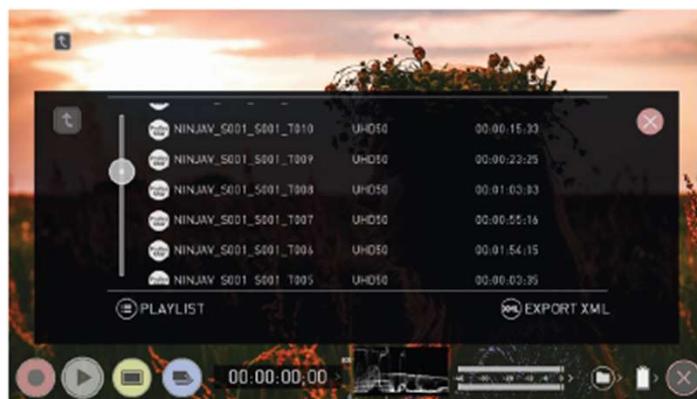 NINJAV_S001_S001_T010 UHD50 00:00:15:33
NINJAV_S001_S001_T009 UHD50 00:00:23:25
NINJAV_S001_S001_T008 UHD50 00:01:03:03
NINJAV_S001_S001_T007 UHD50 00:00:55:16
NINJAV_S001_S001_T006 UHD50 00:01:54:15
NINJAV_S001_S001_T005 UHD50 00:00:03:35
PLAYLIST XML EXPORT XML
00:00:00;00